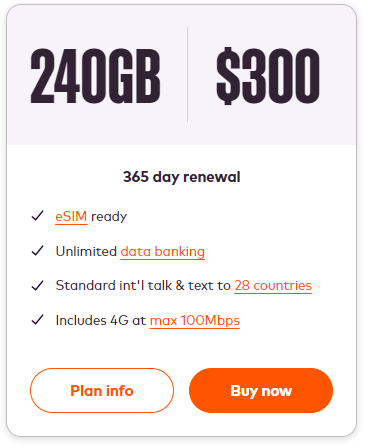 240GB
$300
365 day renewal
eSIM ready
Unlimited data banking
Standard int'l talk & text to 28 countries
Includes 4G at max 100Mbps
Plan info
Buy now